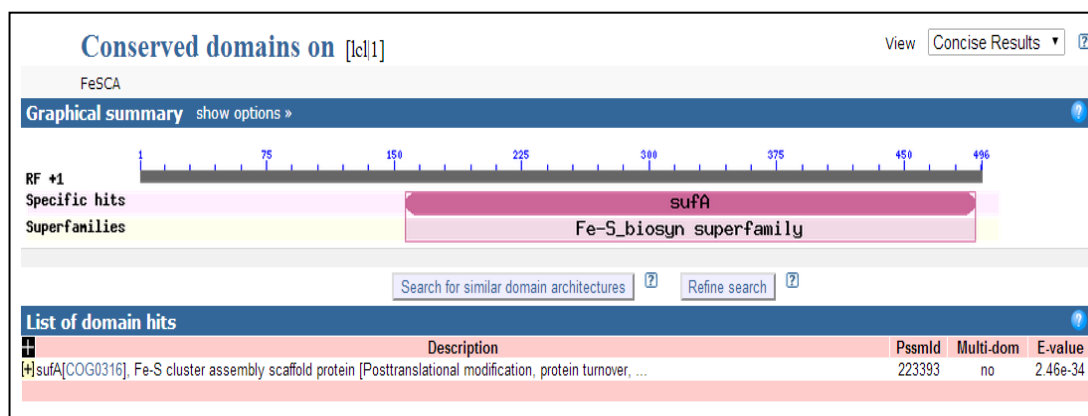 Conserved domains on [lcl|1]
View Concise Results ▼ ?
FeSCA
Graphical summary show options » ?
1 75 150 225 300 375 450 496
RF +1
Specific hits sufA
Superfamilies Fe-S_biosyn superfamily
Search for similar domain architectures ? Refine search ?
List of domain hits ?
+ Description PssmId Multi-dom E-value
[+]sufA[COG0316], Fe-S cluster assembly scaffold protein [Posttranslational modification, protein turnover, ... 223393 no 2.46e-34